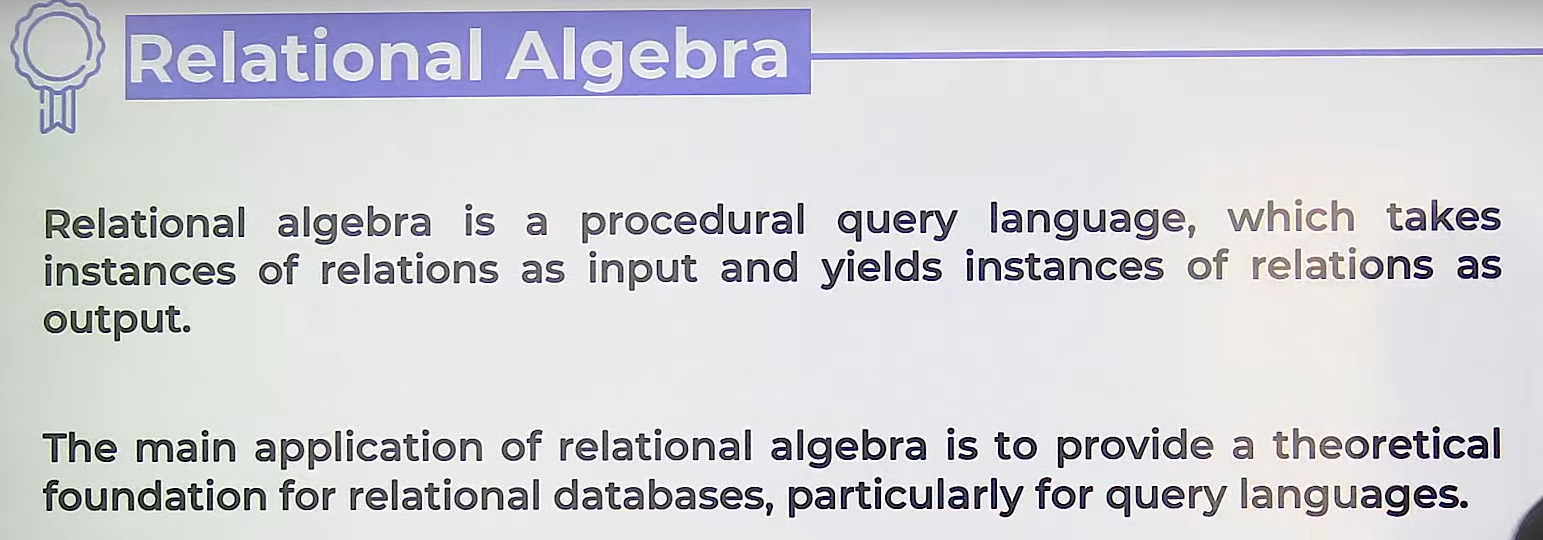 Relational Algebra
Relational algebra is a procedural query language, which takes
instances of relations as input and yields instances of relations as
output.
The main application of relational algebra is to provide a theoretical
foundation for relational databases, particularly for query languages.